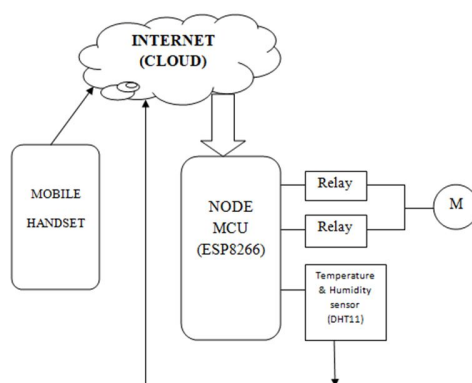 INTERNET
(CLOUD)
MOBILE
HANDSET
NODE
MCU
(ESP8266)
Relay
Relay
M
Temperature
& Humidity
sensor
(DHT11)